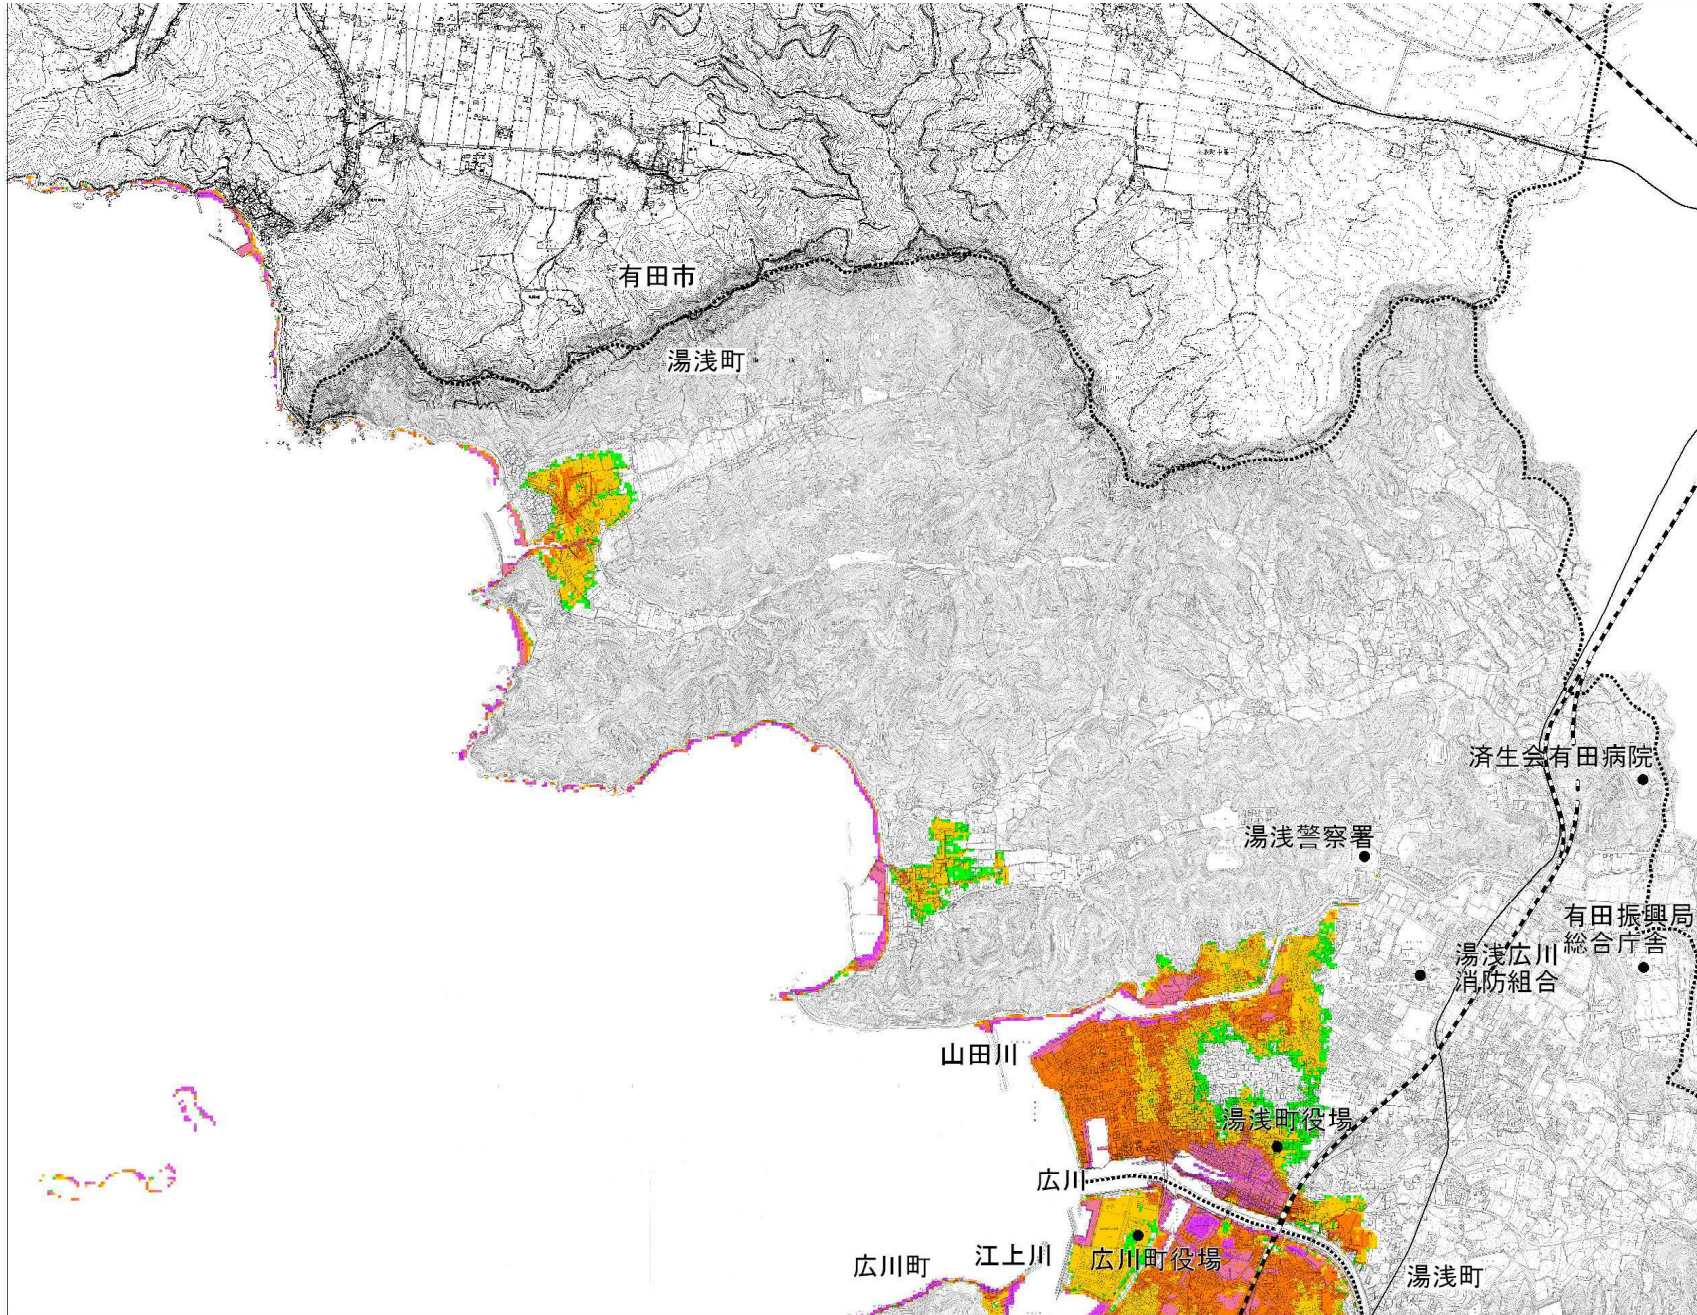 有田市
湯浅町
済生会有田病院
湯浅警察署
有田振興局
総合庁舎
湯浅広川
消防組合
山田川
湯浅町役場
広川
江上川
広川町役場
広川町
湯浅町